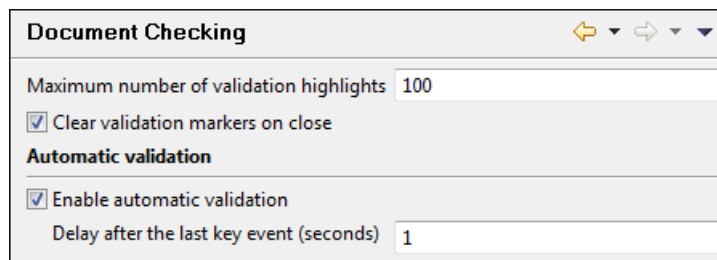 Document Checking
Maximum number of validation highlights 100
Clear validation markers on close
Automatic validation
Enable automatic validation
Delay after the last key event (seconds) 1